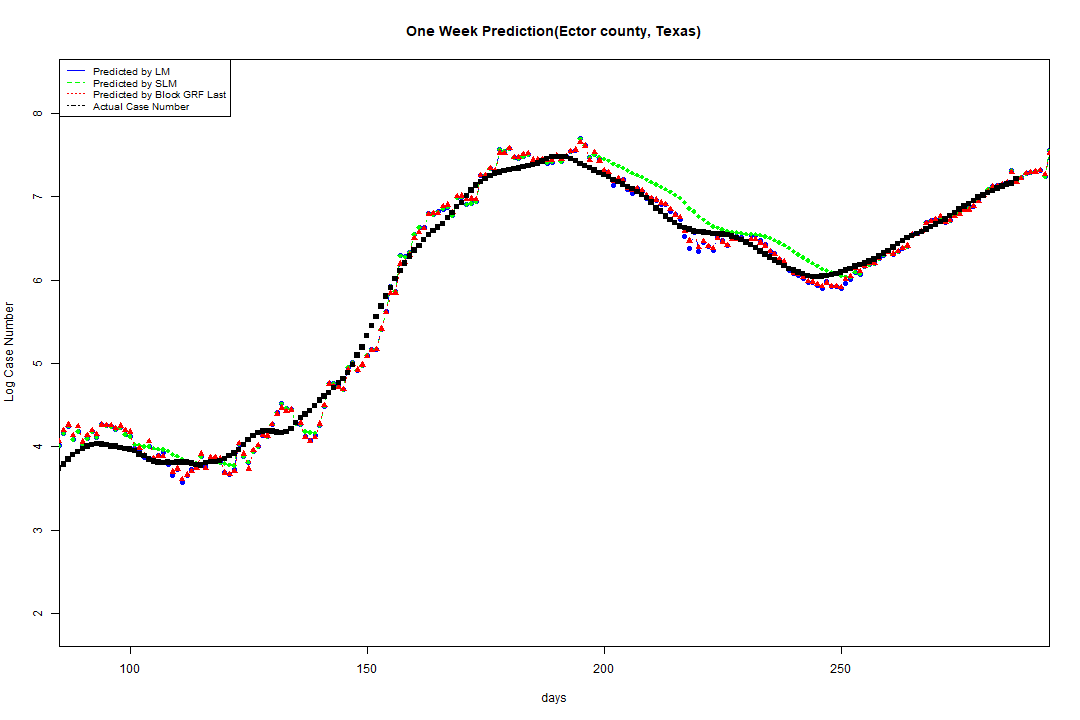 One Week Prediction(Ector county, Texas)
Predicted by LM
Predicted by SLM
Predicted by Block GRF Last
Actual Case Number
8
7
6
5
4
3
2
Log Case Number
100 150 200 250
days